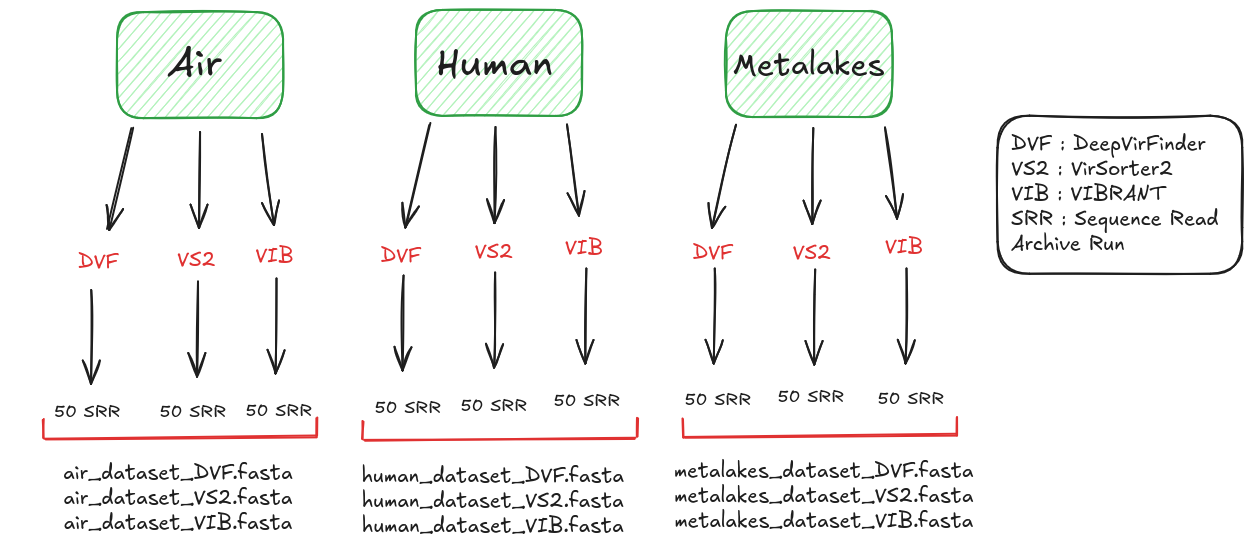 Air
Human
Metalakes
DVF : DeepVirFinder
VS2 : VirSorter2
VIB : VIBRANT
SRR : Sequence Read
Archive Run
DVF VS2 VIB
DVF VS2 VIB
DVF VS2 VIB
50 SRR 50 SRR 50 SRR
50 SRR 50 SRR 50 SRR
50 SRR 50 SRR 50 SRR
air_dataset_DVF.fasta
air_dataset_VS2.fasta
air_dataset_VIB.fasta
human_dataset_DVF.fasta
human_dataset_VS2.fasta
human_dataset_VIB.fasta
metalakes_dataset_DVF.fasta
metalakes_dataset_VS2.fasta
metalakes_dataset_VIB.fasta